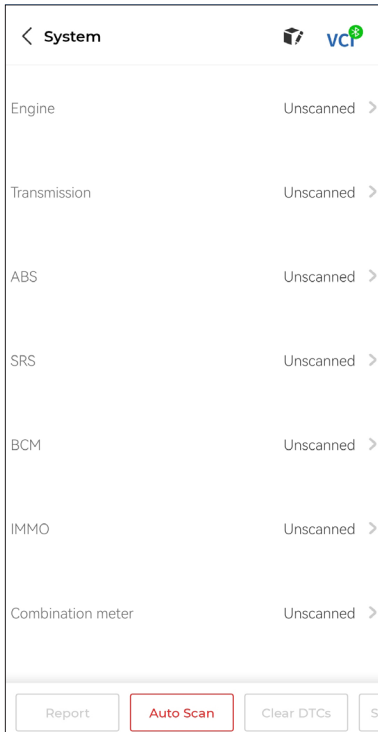 System
VCI
Engine Unscanned
Transmission Unscanned
ABS Unscanned
SRS Unscanned
BCM Unscanned
IMMO Unscanned
Combination meter Unscanned
Report Auto Scan Clear DTCs S